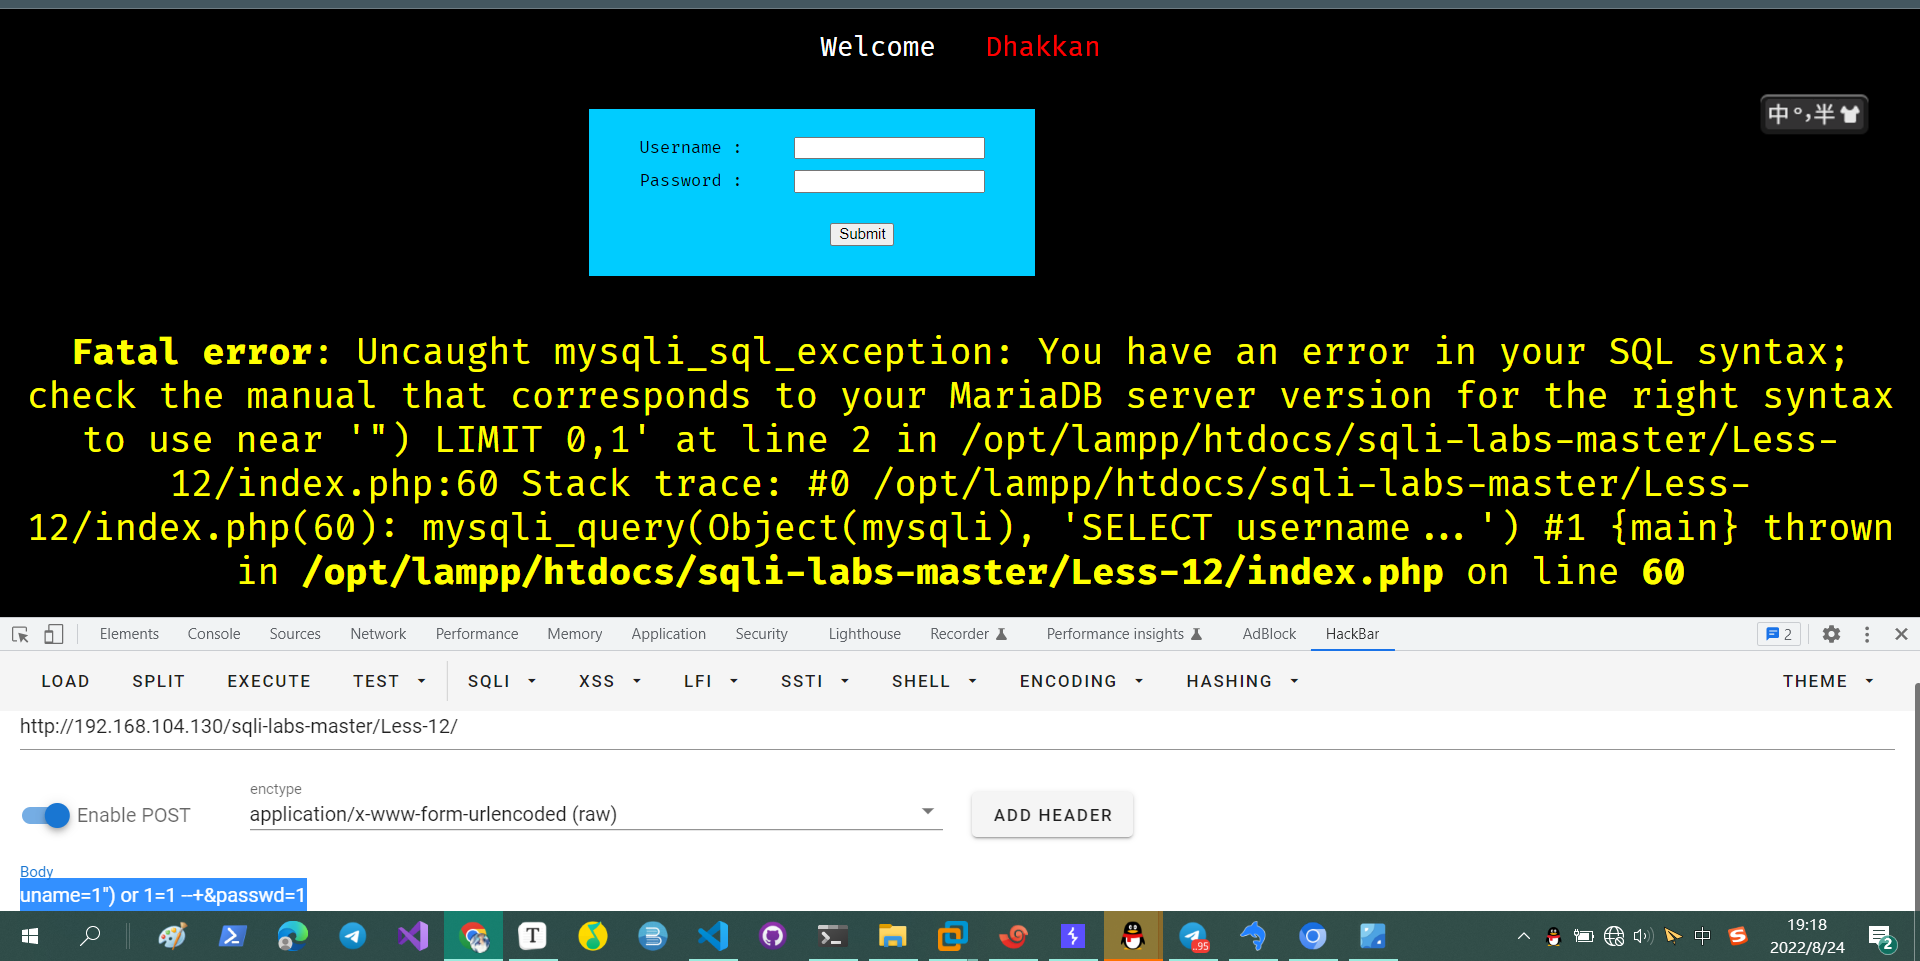 Welcome Dhakkan
中°,半
Username :
Password :
Submit
Fatal error: Uncaught mysqli_sql_exception: You have an error in your SQL syntax;
check the manual that corresponds to your MariaDB server version for the right syntax
to use near '") LIMIT 0,1' at line 2 in /opt/lampp/htdocs/sqli-labs-master/Less-
12/index.php:60 Stack trace: #0 /opt/lampp/htdocs/sqli-labs-master/Less-
12/index.php(60): mysqli_query(Object(mysqli), 'SELECT username...') #1 {main} thrown
in /opt/lampp/htdocs/sqli-labs-master/Less-12/index.php on line 60
Elements Console Sources Network Performance Memory Application Security Lighthouse Recorder Performance insights AdBlock HackBar 2
LOAD SPLIT EXECUTE TEST SQLI XSS LFI SSTI SHELL ENCODING HASHING THEME
http://192.168.104.130/sqli-labs-master/Less-12/
enctype
Enable POST application/x-www-form-urlencoded (raw) ADD HEADER
Body
uname=1") or 1=1 --+&passwd=1
T 95 中 S 19:18
2022/8/24 2